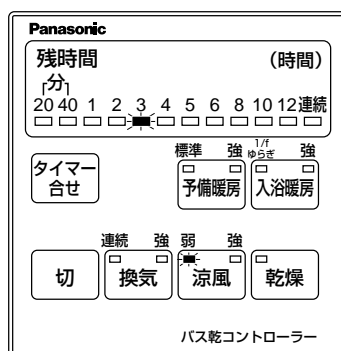 Panasonic
残時間 (時間)
分
20 40 1 2 3 4 5 6 8 10 12 連続
標準 強 1/f ゆらぎ 強
タイマー合せ 予備暖房 入浴暖房
連続 強 弱 強
切 換気 涼風 乾燥
バス乾コントローラー